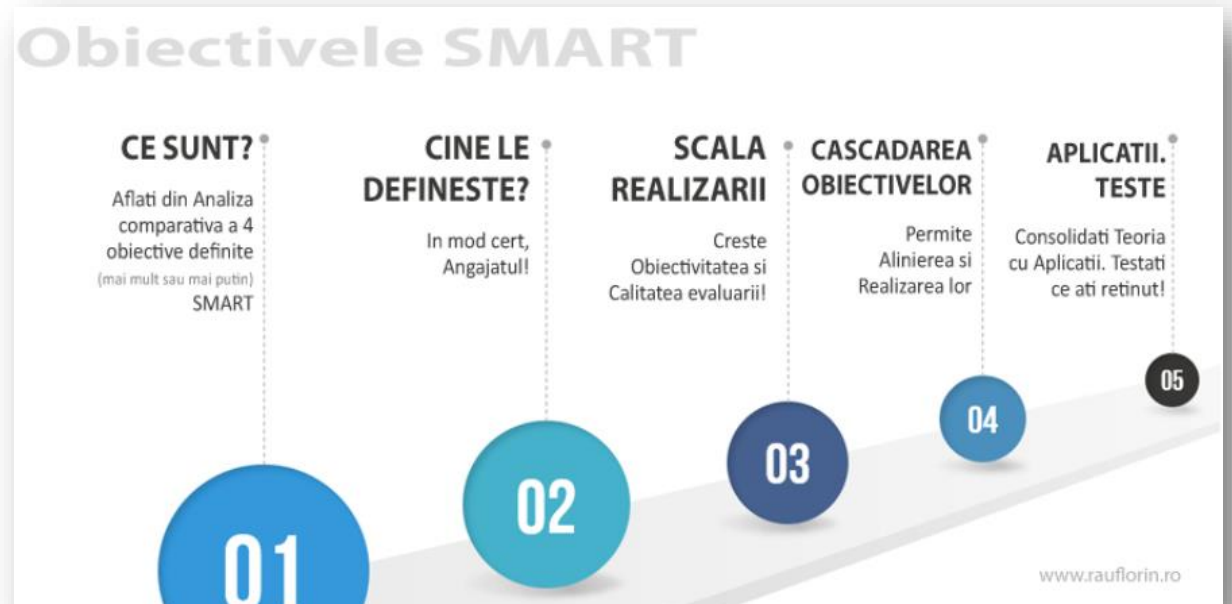 Obiectivele SMART
CE SUNT?
Aflati din Analiza
comparativa a 4
obiective definite
(mai mult sau mai putin)
SMART
CINE LE
DEFINESTE?
In mod cert,
Angajatul!
SCALA
REALIZARII
Creste
Obiectivitatea si
Calitatea evaluarii!
CASCADAREA
OBIECTIVELOR
Permite
Alinierea si
Realizarea lor
APLICATII.
TESTE
Consolidati Teoria
cu Aplicatii. Testati
ce ati retinut!
01
02
03
04
05
www.rauflorin.ro